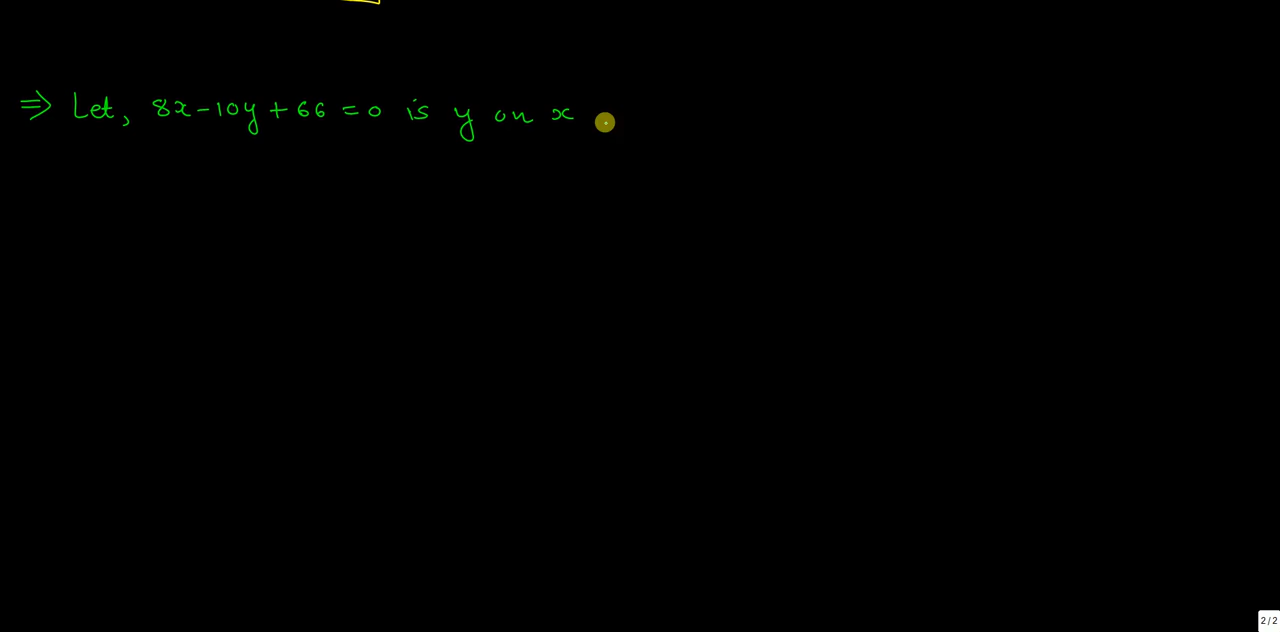 ⇒ Let, 8x - 10y + 66 = 0 is y on x
2 / 2